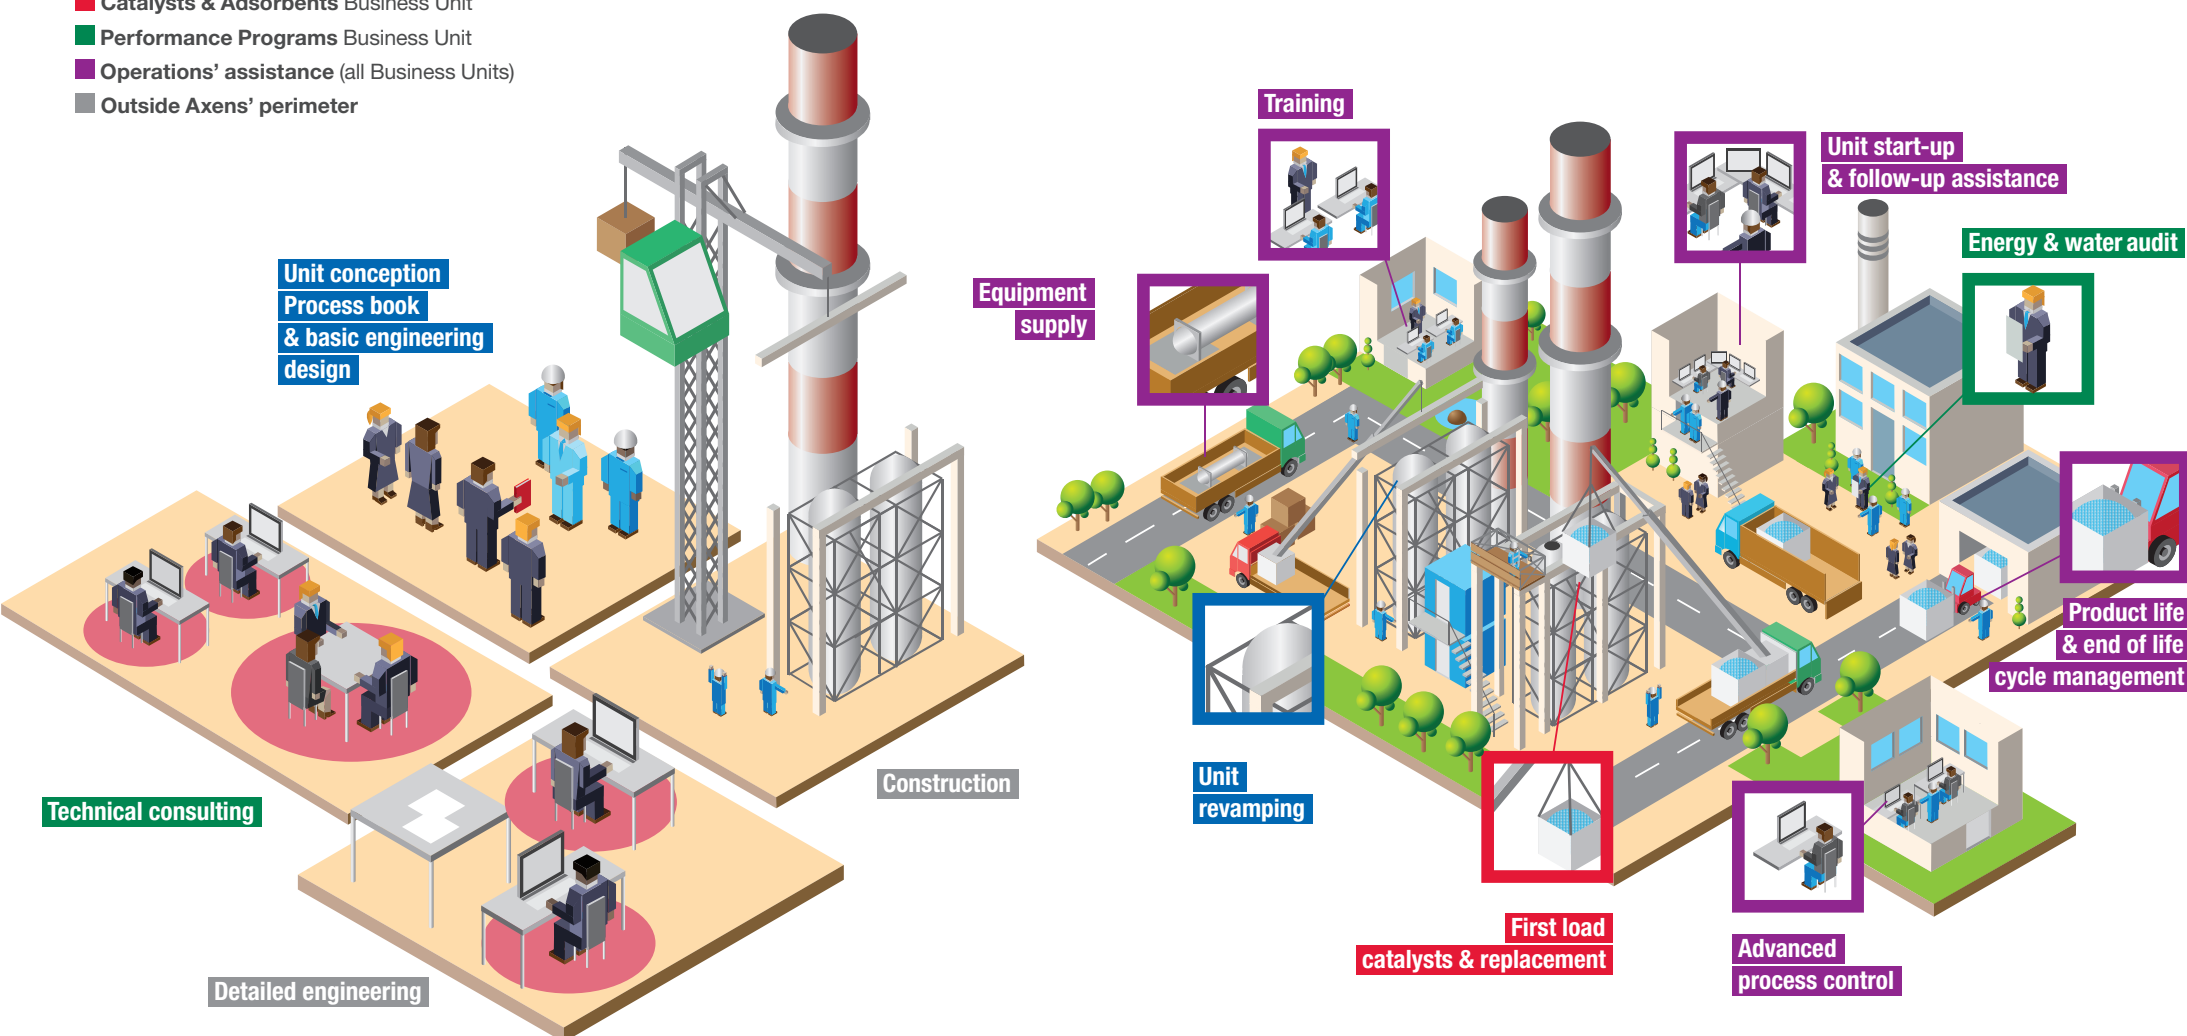 Catalysts & Adsorbents Business Unit
Performance Programs Business Unit
Operations’ assistance (all Business Units)
Outside Axens’ perimeter
Training
Unit start-up
& follow-up assistance
Energy & water audit
Unit conception
Process book
& basic engineering
design
Equipment
supply
Product life
& end of life
cycle management
Construction
Unit
revamping
Technical consulting
First load
catalysts & replacement
Advanced
process control
Detailed engineering